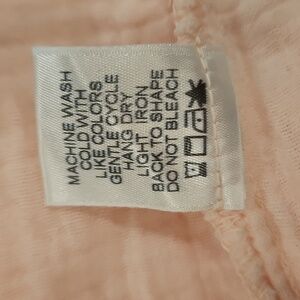 MACHINE WASH
COLD WITH
LIKE COLORS
GENTLE CYCLE
HANG DRY
LIGHT IRON
BACK TO SHAPE
DO NOT BLEACH